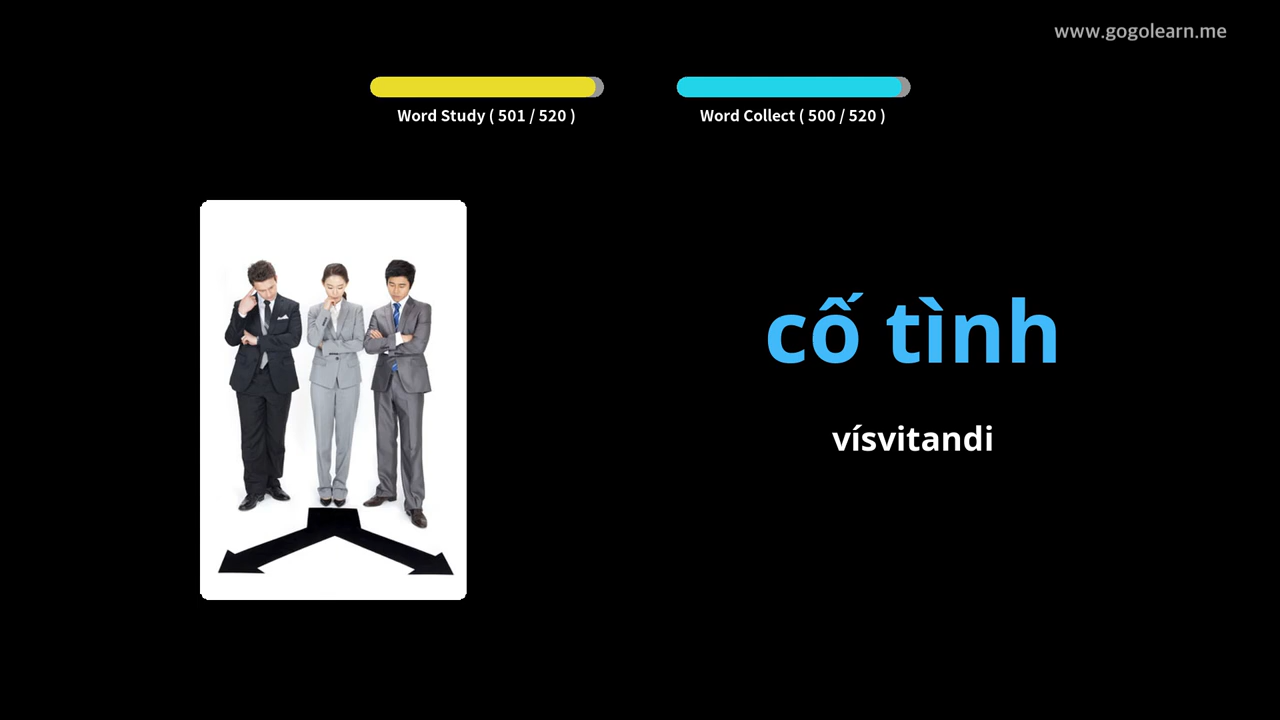 www.gogolearn.me
Word Study ( 501 / 520 )
Word Collect ( 500 / 520 )
cố tình
vísvitandi